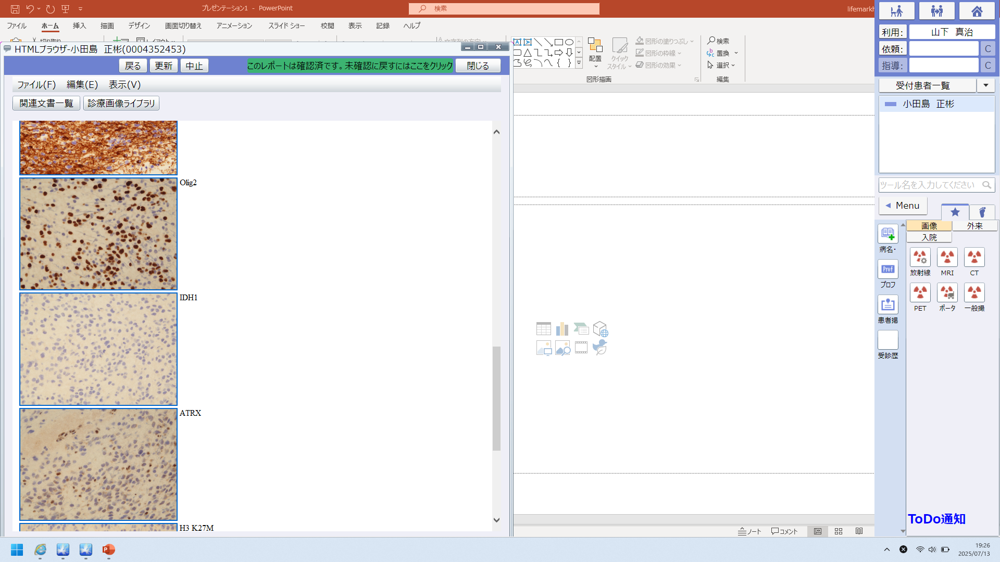 プレゼンテーション1 - PowerPoint
検索
ファイル ホーム 挿入 描画 デザイン 画面切り替え アニメーション スライド ショー 校閲 表示 記録 ヘルプ
HTMLブラウザ-小田島 正彬(0004352453)
戻る 更新 中止 このレポートは確認済です。未確認に戻すにはここをクリック 閉じる
ファイル(F) 編集(E) 表示(V)
関連文書一覧 診療画像ライブラリ
Olig2
IDH1
ATRX
H3 K27M
配置
クイック
スタイル
図形の塗りつぶし
図形の枠線
図形の効果
図形描画
検索
置換
選択
編集
利用: 山下 真治
依頼: C
指導: C
受付患者一覧
小田島 正彬
ツール名を入力してください
Menu
画像 外来
入院
病名・
プロフ
患者掲
受診歴
放射線 MRI CT
PET ポータ 一般撮
ToDo通知
ノート コメント
19:26
2025/07/13